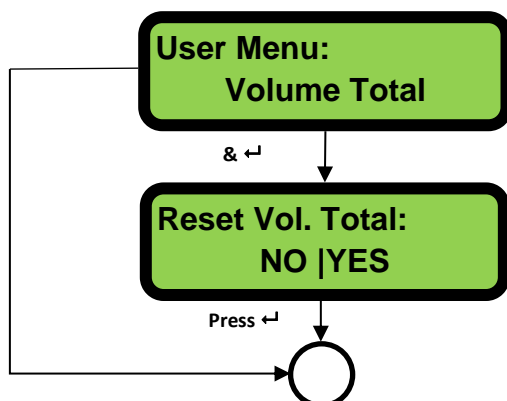 User Menu:
Volume Total
& ↵
Reset Vol. Total:
NO |YES
Press ↵